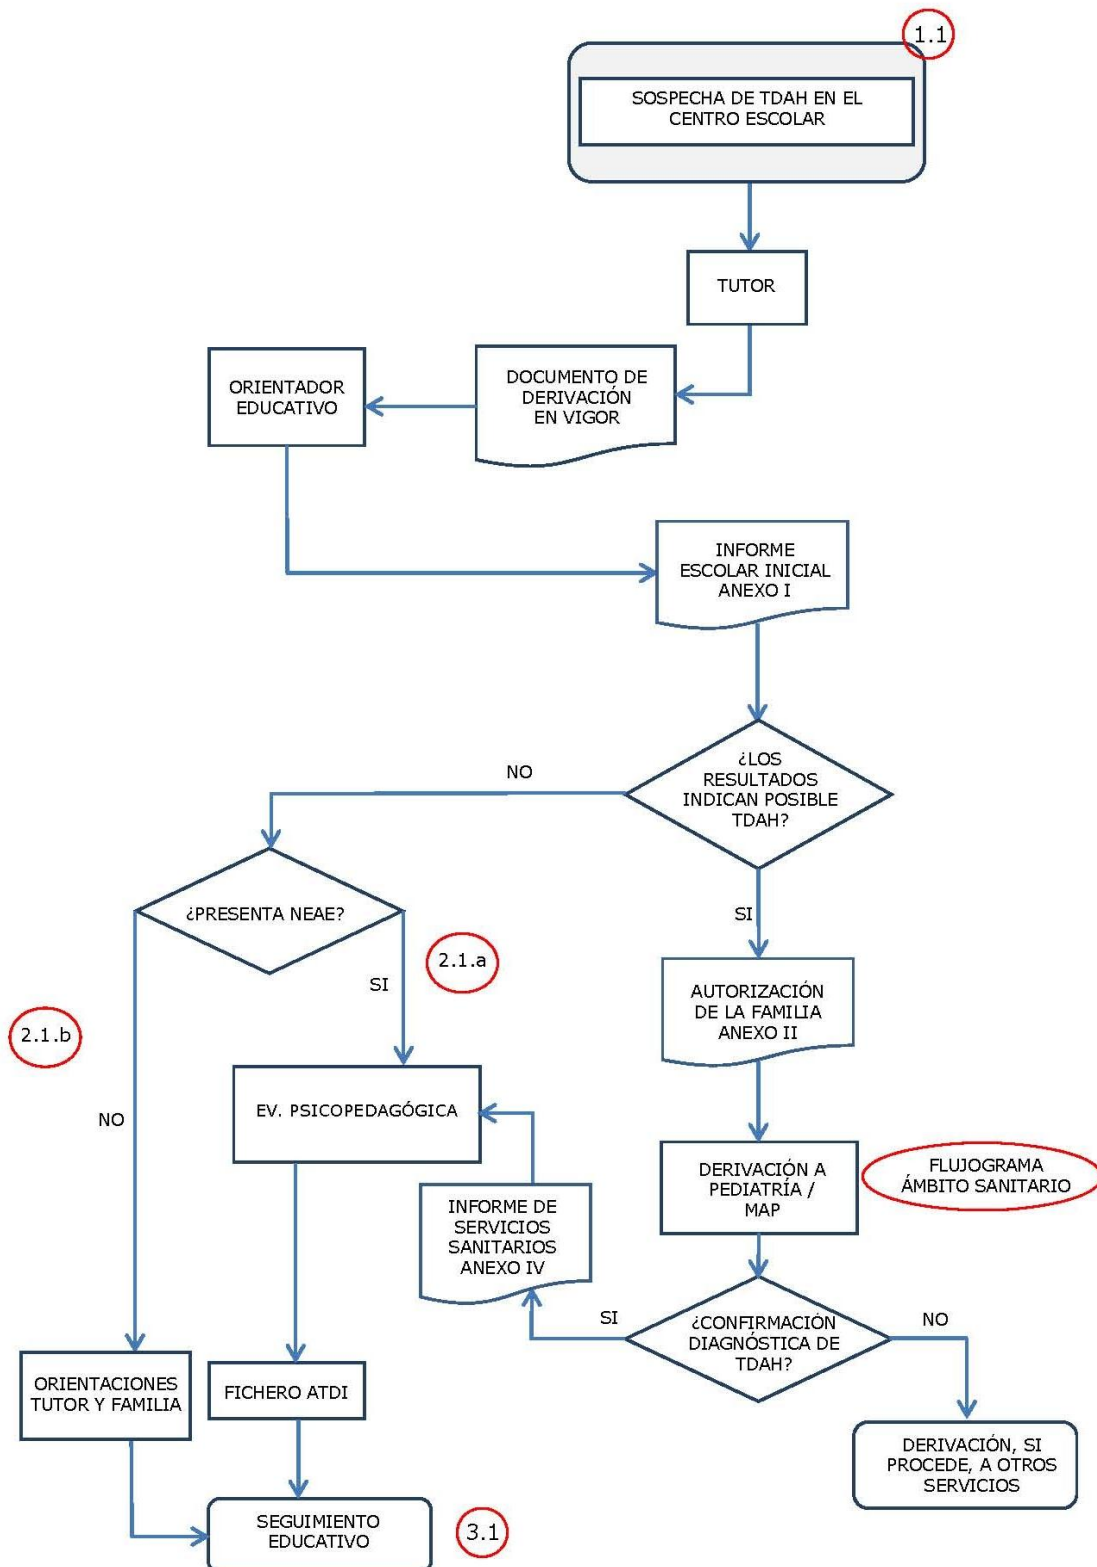 1.1
SOSPECHA DE TDAH EN EL
CENTRO ESCOLAR
TUTOR
DOCUMENTO DE
DERIVACIÓN
EN VIGOR
ORIENTADOR
EDUCATIVO
INFORME
ESCOLAR INICIAL
ANEXO I
¿LOS
RESULTADOS
INDICAN POSIBLE
TDAH?
NO
SI
¿PRESENTA NEAE?
2.1.a
SI
2.1.b
NO
AUTORIZACIÓN
DE LA FAMILIA
ANEXO II
EV. PSICOPEDAGÓGICA
DERIVACIÓN A
PEDIATRÍA /
MAP
FLUJOGRAMA
ÁMBITO SANITARIO
INFORME DE
SERVICIOS
SANITARIOS
ANEXO IV
SI
¿CONFIRMACIÓN
DIAGNÓSTICA DE
TDAH?
NO
ORIENTACIONES
TUTOR Y FAMILIA
FICHERO ATDI
DERIVACIÓN, SI
PROCEDE, A OTROS
SERVICIOS
SEGUIMIENTO
EDUCATIVO
3.1